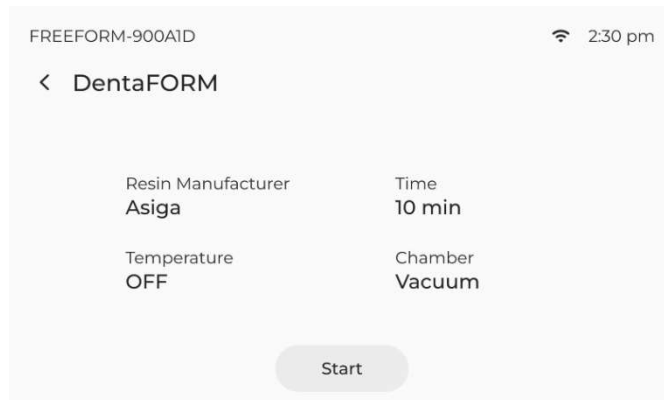 FREEFORM-900A1D 2:30 pm
DentaFORM
Resin Manufacturer Time
Asiga 10 min
Temperature Chamber
OFF Vacuum
Start